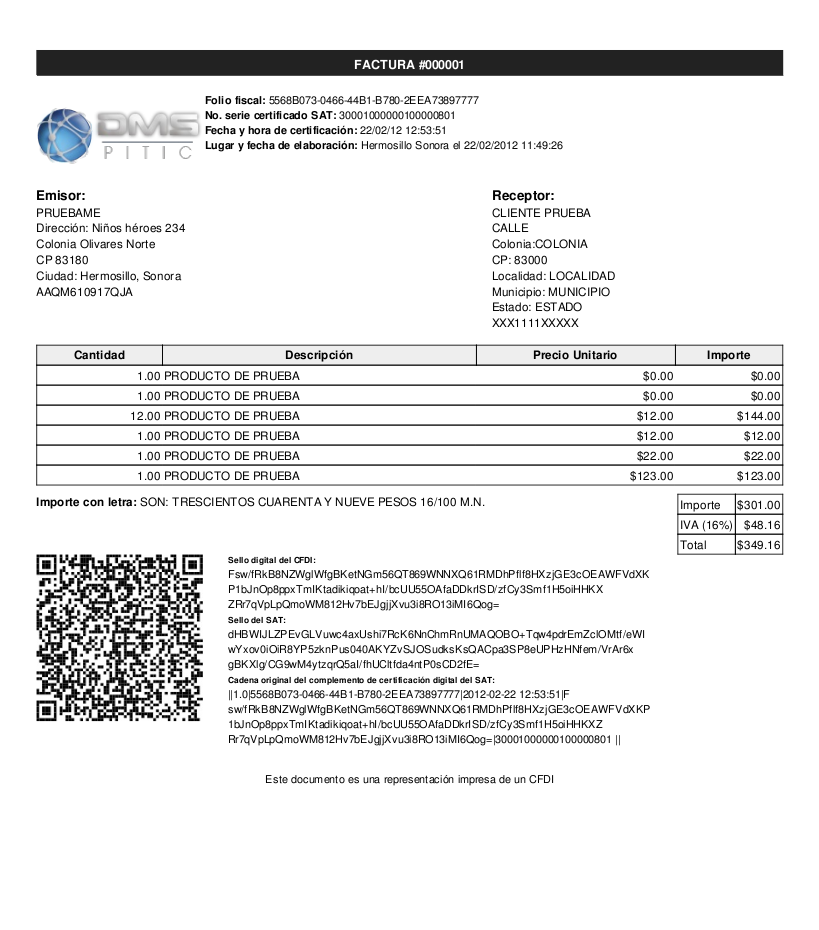 FACTURA #000001
DMS
PITIC
Folio fiscal: 5568B073-0466-44B1-B780-2EEA73897777
No. serie certificado SAT: 30001000000100000801
Fecha y hora de certificación: 22/02/12 12:53:51
Lugar y fecha de elaboración: Hermosillo Sonora el 22/02/2012 11:49:26
Emisor:
PRUEBAME
Dirección: Niños héroes 234
Colonia Olivares Norte
CP 83180
Ciudad: Hermosillo, Sonora
AAQM610917QJA
Receptor:
CLIENTE PRUEBA
CALLE
Colonia:COLONIA
CP: 83000
Localidad: LOCALIDAD
Municipio: MUNICIPIO
Estado: ESTADO
XXX1111XXXXX
Cantidad Descripción Precio Unitario Importe
1.00 PRODUCTO DE PRUEBA $0.00 $0.00
1.00 PRODUCTO DE PRUEBA $0.00 $0.00
12.00 PRODUCTO DE PRUEBA $12.00 $144.00
1.00 PRODUCTO DE PRUEBA $12.00 $12.00
1.00 PRODUCTO DE PRUEBA $22.00 $22.00
1.00 PRODUCTO DE PRUEBA $123.00 $123.00
Importe con letra: SON: TRESCIENTOS CUARENTA Y NUEVE PESOS 16/100 M.N.
Importe $301.00
IVA (16%) $48.16
Total $349.16
Sello digital del CFDI:
Fsw/fRkB8NZWgIWfgBKetNGm56QT869WNNXQ61RMDhPfIf8HXzjGE3cOEAWFVdXK
P1bJnOp8ppxTmIKtadikiqoat+hI/bcUU55OAfaDDkrISD/zfCy3Smf1H5oiHHKX
ZRr7qVpLpQmoWM812Hv7bEJgjjXvu3i8RO13iMI6Qog=
Sello del SAT:
dHBWIJLZPEvGLVuwc4axUshi7RcK6NnChmRnUMAQOBO+Tqw4pdrEmZclOMtf/eWI
wYxov0iOiR8YP5zknPus040AKYZvSJOSudksKsQACpa3SP8eUPHzHNfem/VrAr6x
gBKXIg/CG9wM4ytzqrQ5aI/fhUCltfda4ntP0sCD2fE=
Cadena original del complemento de certificación digital del SAT:
||1.0|5568B073-0466-44B1-B780-2EEA73897777|2012-02-22 12:53:51|F
sw/fRkB8NZWgIWfgBKetNGm56QT869WNNXQ61RMDhPfIf8HXzjGE3cOEAWFVdXKP
1bJnOp8ppxTmIKtadikiqoat+hI/bcUU55OAfaDDkrISD/zfCy3Smf1H5oiHHKXZ
Rr7qVpLpQmoWM812Hv7bEJgjjXvu3i8RO13iMI6Qog=|30001000000100000801 ||
Este documento es una representación impresa de un CFDI